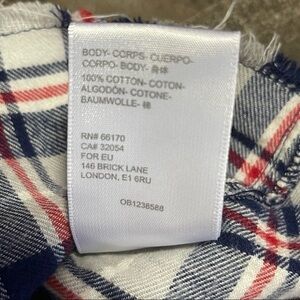 BODY- CORPS- CUERPO-
CORPO- BODY- 身体
100% COTTON- COTON-
ALGODÓN- COTONE-
BAUMWOLLE- 棉
RN# 66170
CA# 32054
FOR EU
146 BRICK LANE
LONDON, E1 6RU
OB1238588